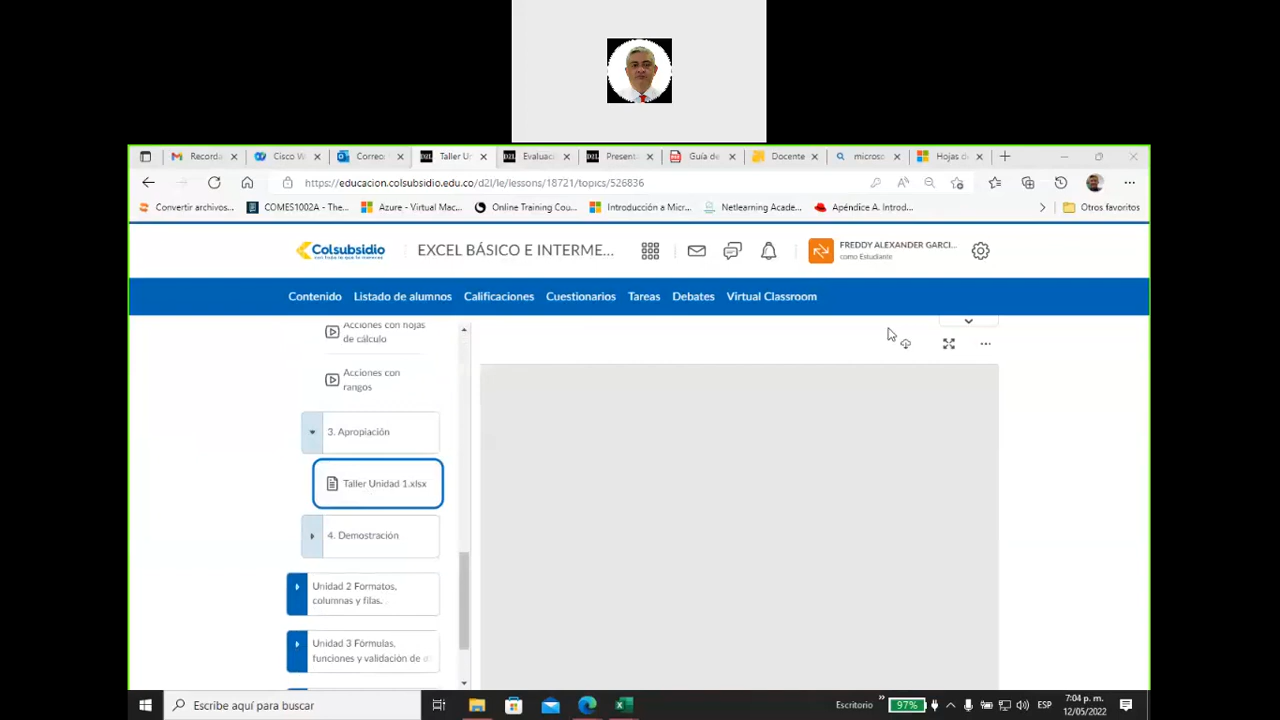 Recorda
Cisco W
Correo
Taller Un
Evaluac
Present
Guía de
Docente
microso
Hojas de
https://educacion.colsubsidio.edu.co/d2l/le/lessons/18721/topics/526836
Convertir archivos...
COMES1002A - The...
Azure - Virtual Mac...
Online Training Cou...
Introducción a Micr...
Netlearning Acade...
Apéndice A. Introd...
Otros favoritos
Colsubsidio
EXCEL BÁSICO E INTERME...
FREDDY ALEXANDER GARCI...
como Estudiante
Contenido
Listado de alumnos
Calificaciones
Cuestionarios
Tareas
Debates
Virtual Classroom
Acciones con hojas
de cálculo
Acciones con
rangos
3. Apropiación
Taller Unidad 1.xlsx
4. Demostración
Unidad 2 Formatos,
columnas y filas.
Unidad 3 Fórmulas,
funciones y validación de d
Escribe aquí para buscar
Escritorio
97%
ESP
7:04 p. m.
12/05/2022